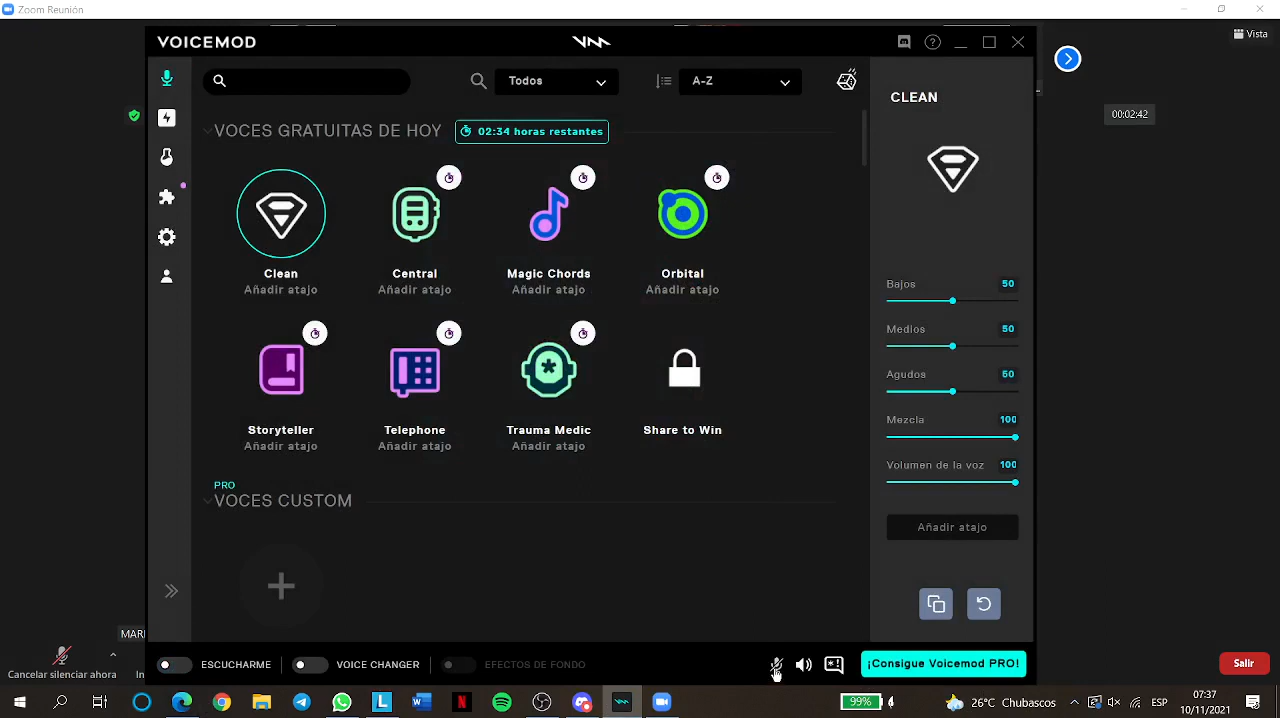 Zoom Reunión
VOICEMOD
Vista
Todos
A-Z
CLEAN
00:02:42
VOCES GRATUITAS DE HOY
02:34 horas restantes
Clean
Central
Magic Chords
Orbital
Añadir atajo
Añadir atajo
Añadir atajo
Añadir atajo
Bajos 50
Medios 50
Agudos 50
Mezcla 100
Volumen de la voz 100
Storyteller
Telephone
Trauma Medic
Share to Win
Añadir atajo
Añadir atajo
Añadir atajo
PRO
VOCES CUSTOM
Añadir atajo
ESCUCHARME
VOICE CHANGER
EFECTOS DE FONDO
¡Consigue Voicemod PRO!
Cancelar silenciar ahora
Salir
99%
26°C Chubascos
ESP
07:37
10/11/2021